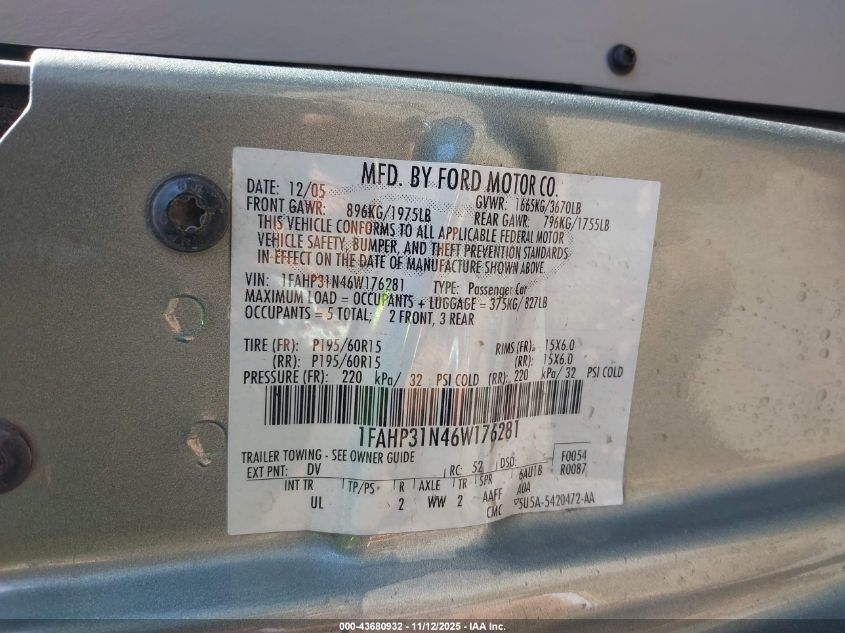 MFD. BY FORD MOTOR CO.
DATE: 12/05 GVWR: 1665KG/3670LB
FRONT GAWR: 896KG/1975LB REAR GAWR: 796KG/1755LB
THIS VEHICLE CONFORMS TO ALL APPLICABLE FEDERAL MOTOR
VEHICLE SAFETY, BUMPER, AND THEFT PREVENTION STANDARDS
IN EFFECT ON THE DATE OF MANUFACTURE SHOWN ABOVE.
VIN: 1FAHP31N46W176281 TYPE: Passenger Car
MAXIMUM LOAD = OCCUPANTS + LUGGAGE = 375KG/827LB
OCCUPANTS = 5 TOTAL; 2 FRONT, 3 REAR
TIRE (FR): P195/60R15 RIMS (FR): 15X6.0
(RR): P195/60R15 (RR): 15X6.0
PRESSURE (FR): 220 kPa/ 32 PSI COLD (RR): 220 kPa/ 32 PSI COLD
1FAHP31N46W176281
TRAILER TOWING - SEE OWNER GUIDE F0054
EXT PNT: DV RC: 52 DSO: R0087
INT TR TP/PS R AXLE TR SPR 6AU1B
UL 2 WW 2 AAFF A0A
CMC 5U5A-5420472-AA
000-43680932 - 11/12/2025 - IAA Inc.